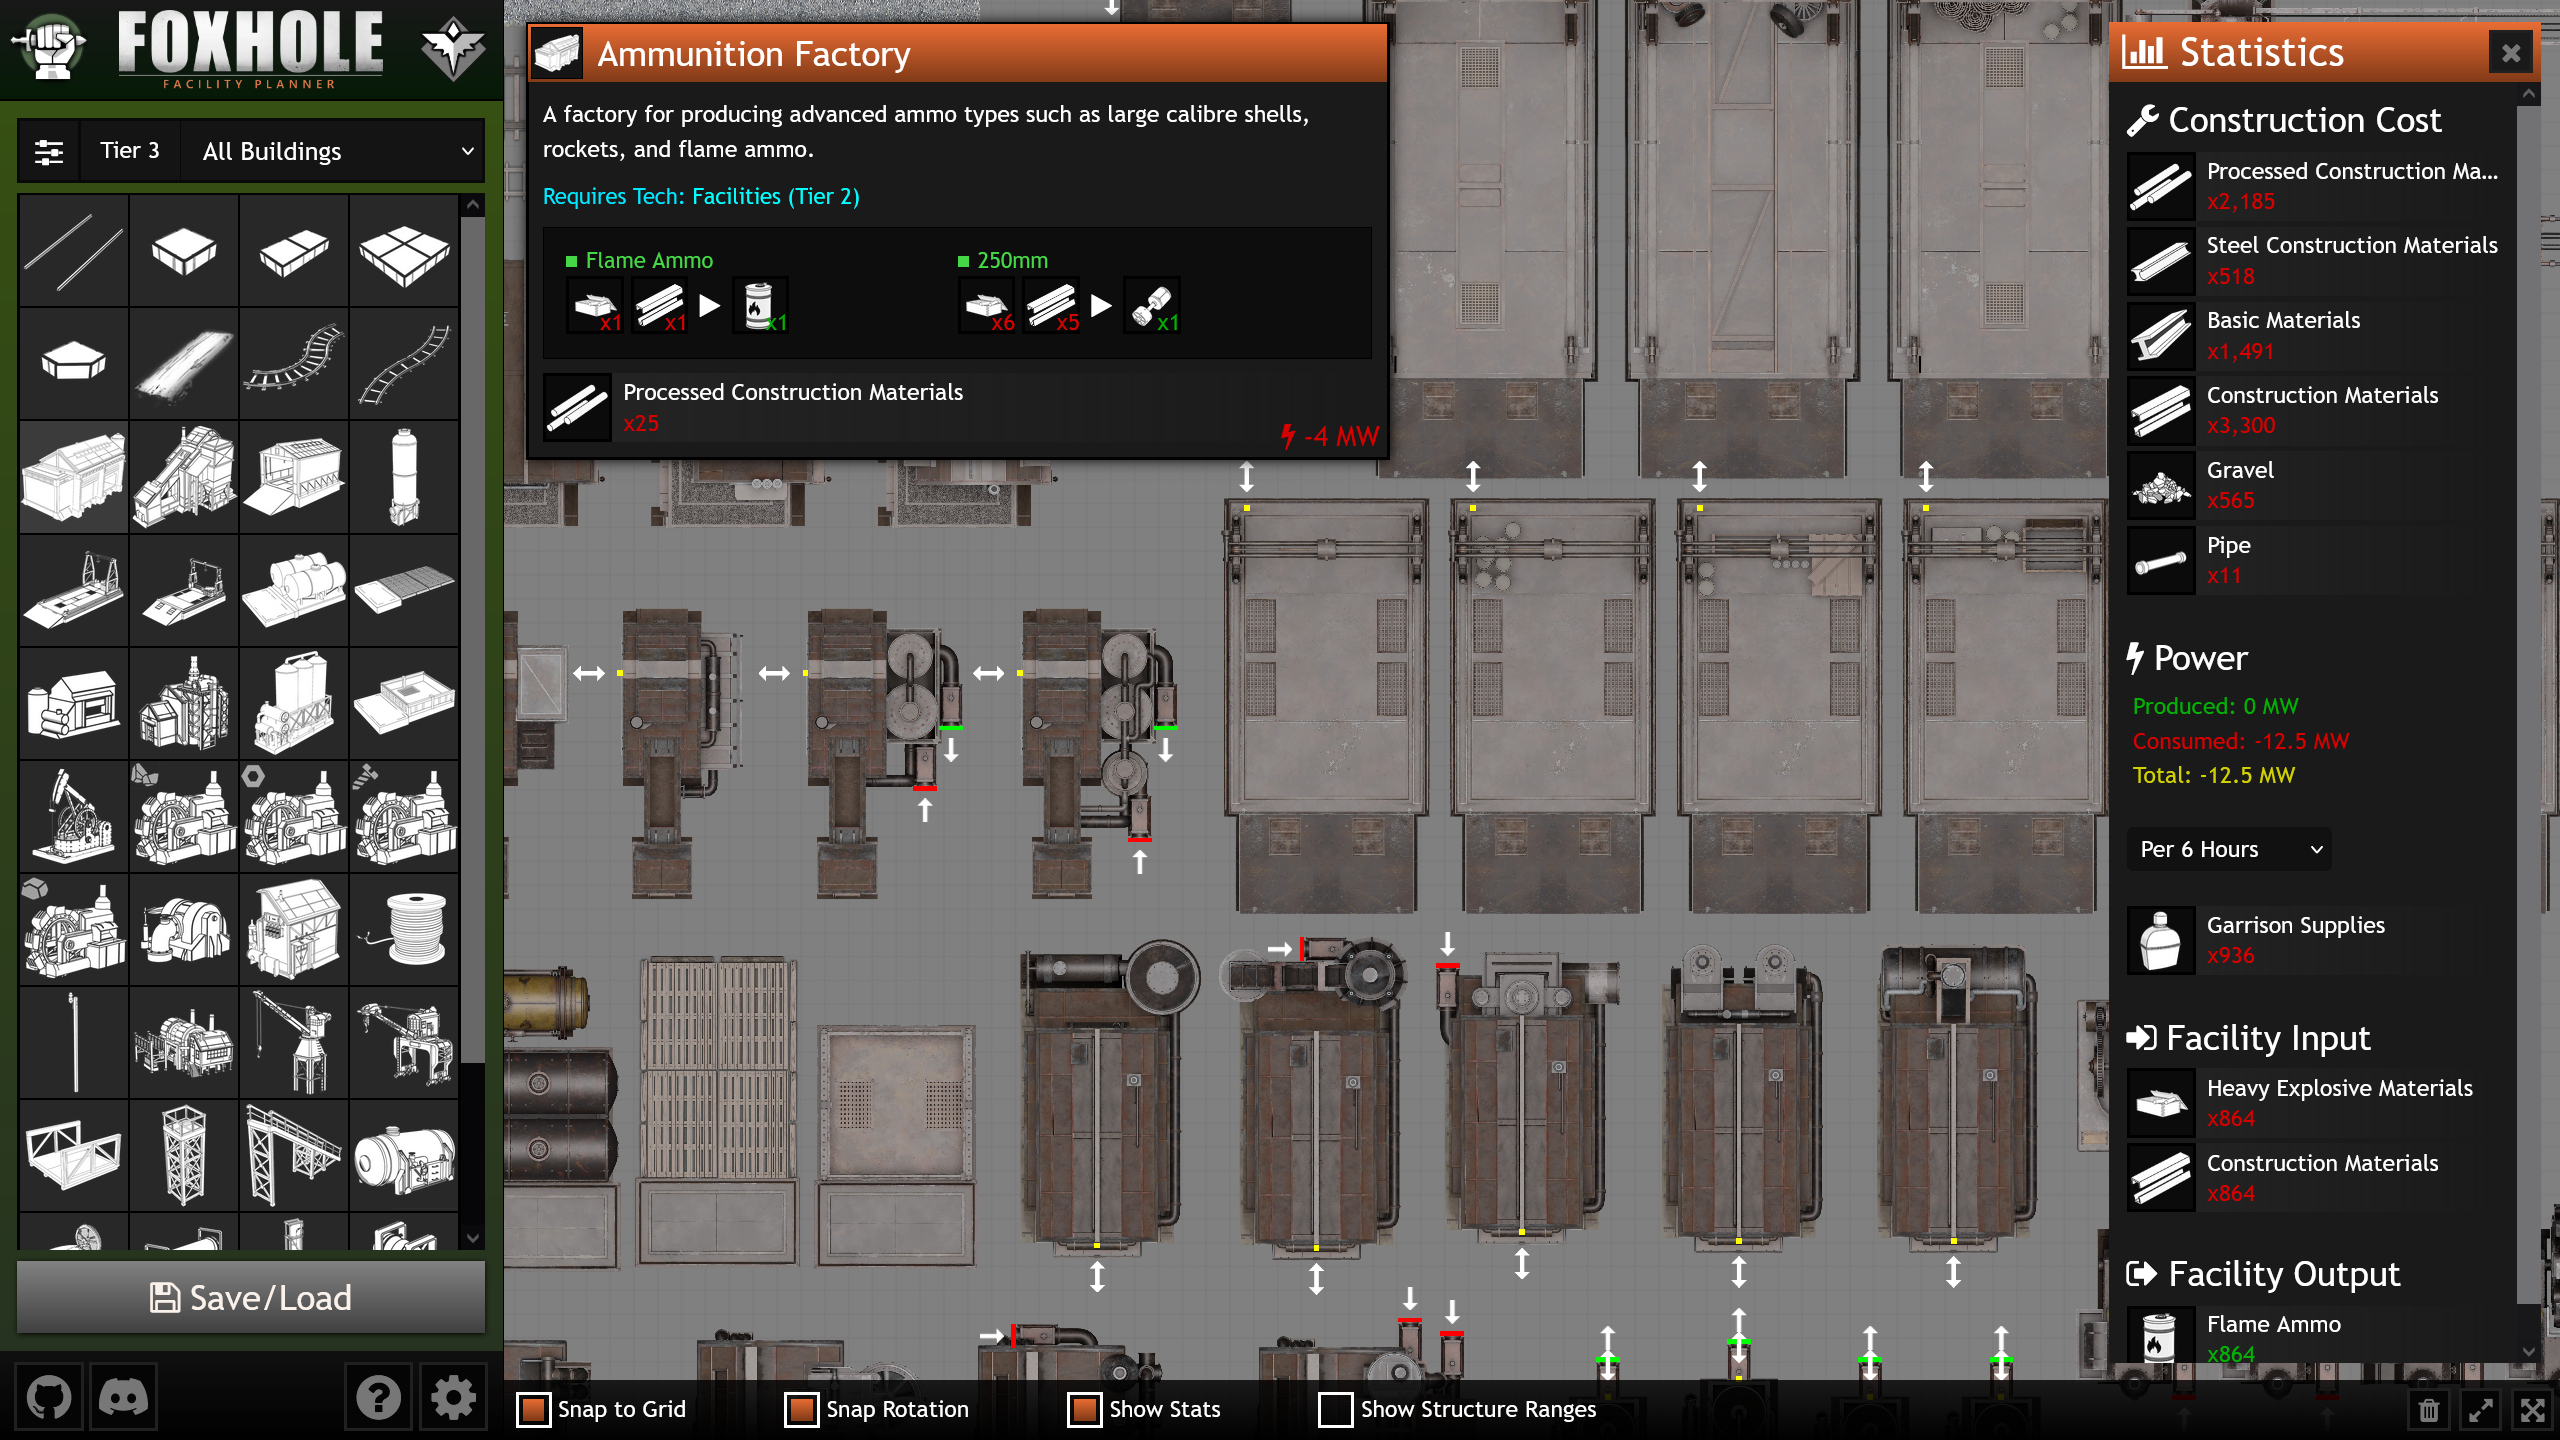 FOXHOLE
FACILITY PLANNER
Tier 3
All Buildings
Save/Load
Ammunition Factory
A factory for producing advanced ammo types such as large calibre shells,
rockets, and flame ammo.
Requires Tech: Facilities (Tier 2)
Flame Ammo
x1
x1
x1
250mm
x6
x5
x1
Processed Construction Materials
x25
-4 MW
Statistics
Construction Cost
Processed Construction Ma...
x2,185
Steel Construction Materials
x518
Basic Materials
x1,491
Construction Materials
x3,300
Gravel
x565
Pipe
x11
Power
Produced: 0 MW
Consumed: -12.5 MW
Total: -12.5 MW
Per 6 Hours
Garrison Supplies
x936
Facility Input
Heavy Explosive Materials
x864
Construction Materials
x864
Facility Output
Flame Ammo
x864
Snap to Grid
Snap Rotation
Show Stats
Show Structure Ranges